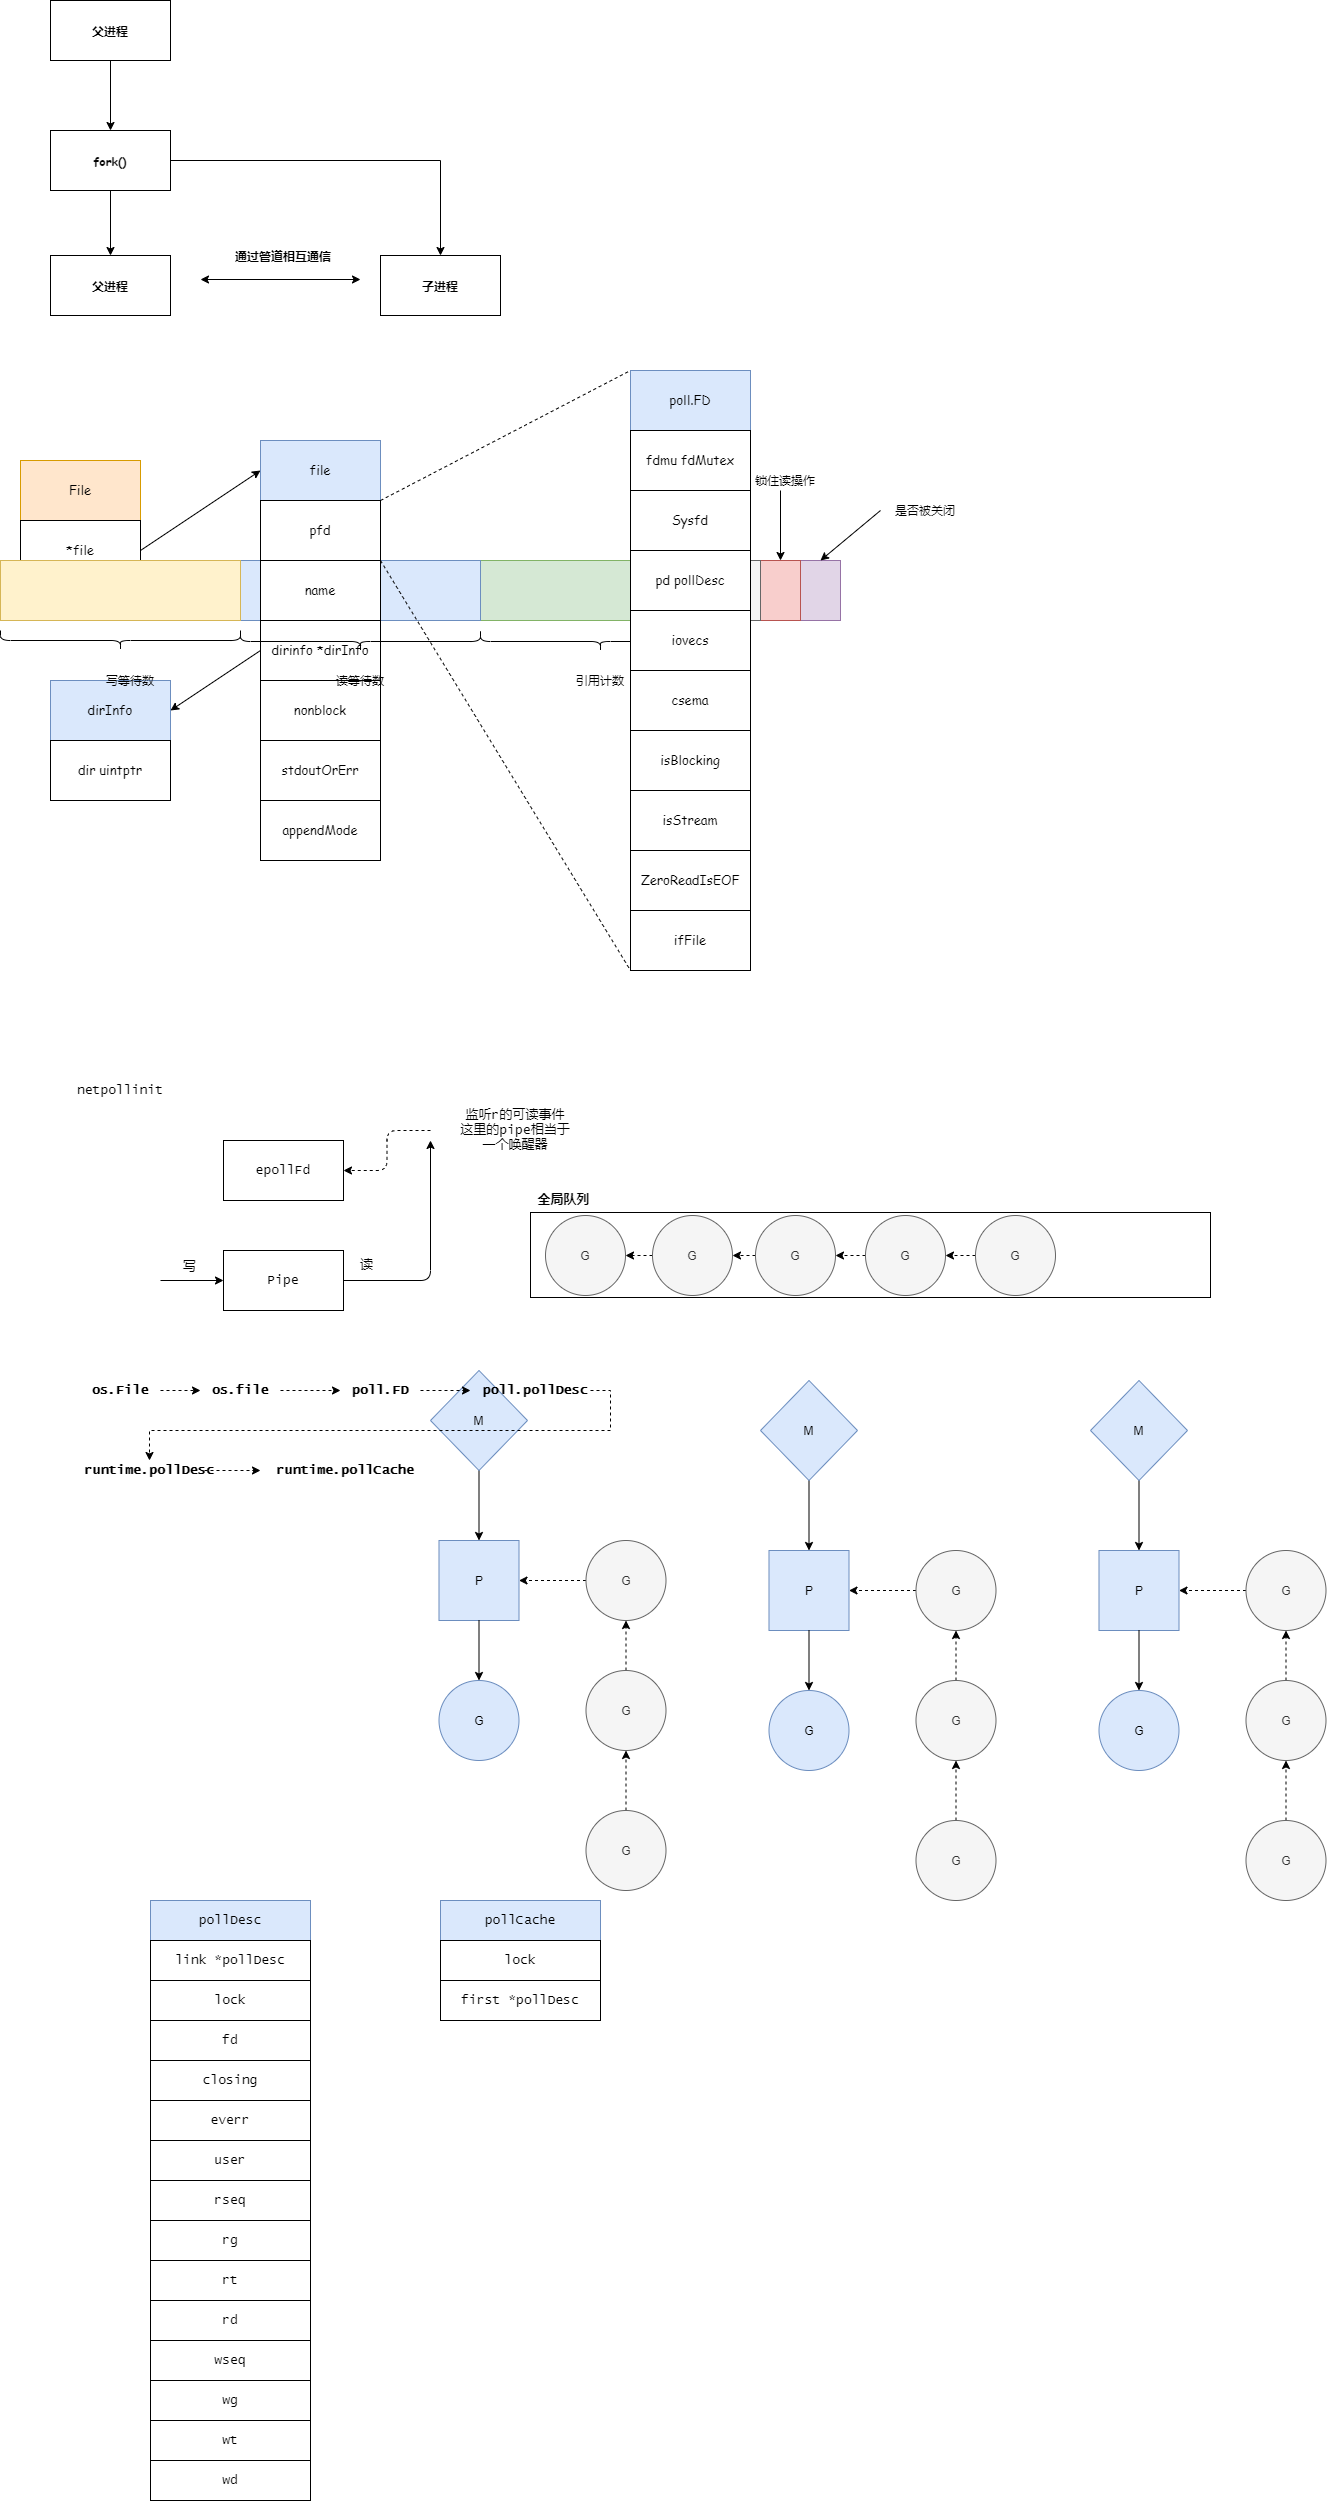 父进程
fork()
通过管道相互通信
父进程
子进程
poll.FD
file
fdmu fdMutex
File
锁住读操作
是否被关闭
pfd
Sysfd
*file
name
pd pollDesc
dirinfo *dirInfo
iovecs
写等待数
读等待数
引用计数
dirInfo
nonblock
csema
dir uintptr
stdoutOrErr
isBlocking
appendMode
isStream
ZeroReadIsEOF
ifFile
netpollinit
监听r的可读事件
这里的pipe相当于
一个唤醒器
epollFd
全局队列
G G G G G
写
Pipe
读
os.File os.file poll.FD poll.pollDesc
M M M
runtime.pollDesc runtime.pollCache
P G P G P G
G G G G G G
G G G
pollDesc
link *pollDesc
lock
fd
closing
everr
user
rseq
rg
rt
rd
wseq
wg
wt
wd
pollCache
lock
first *pollDesc